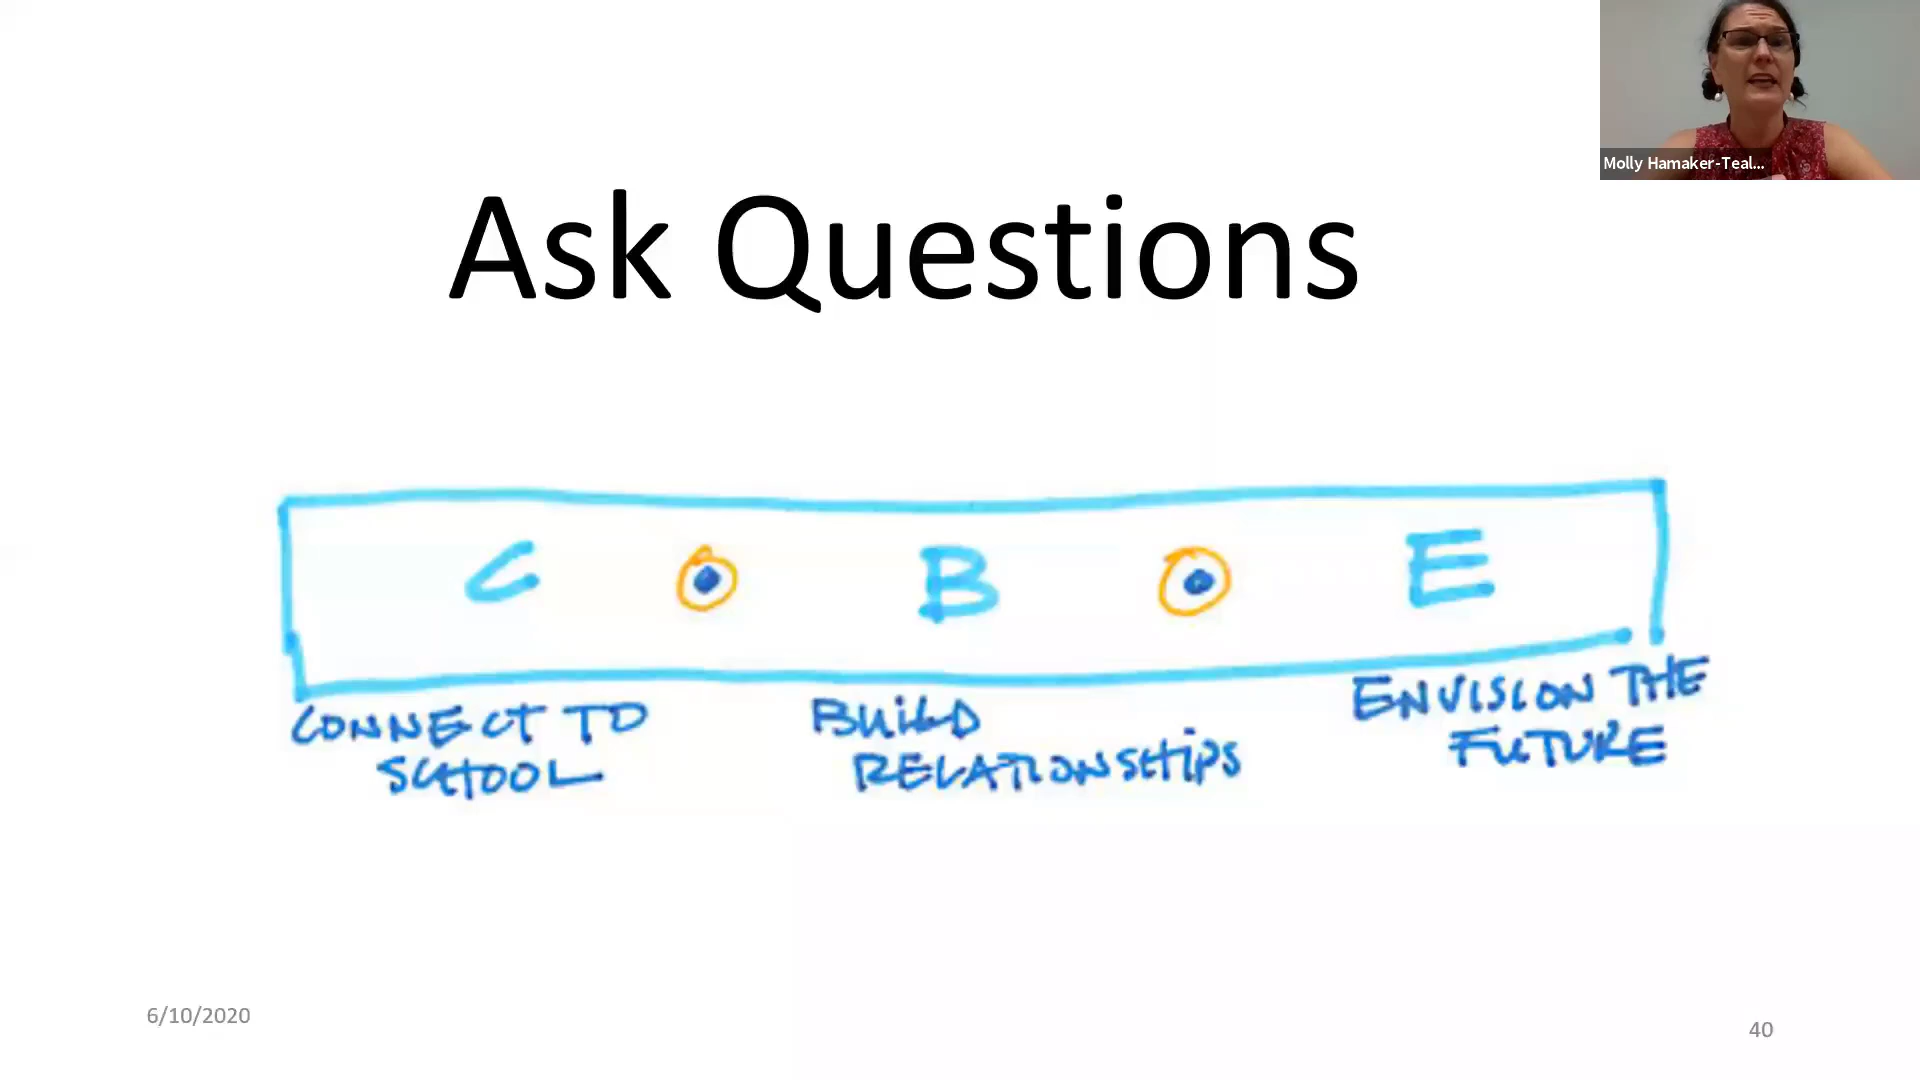 Molly Hamaker-Teal...
Ask Questions
C B E
CONNECT TO
SCHOOL
BUILD
RELATIONSHIPS
ENVISION THE
FUTURE
6/10/2020
40